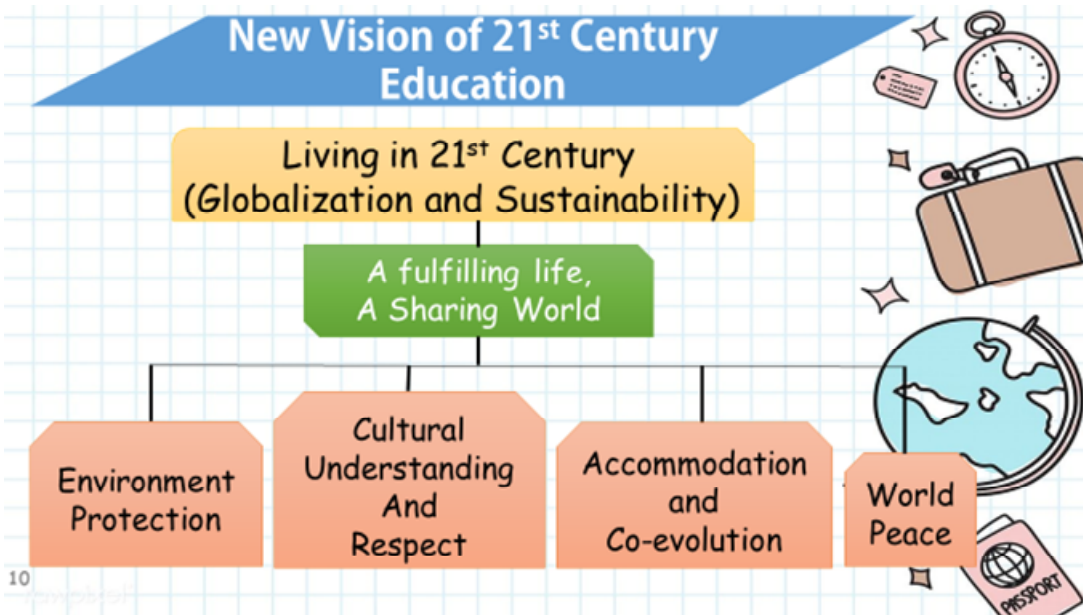 New Vision of 21st Century
Education
Living in 21st Century
(Globalization and Sustainability)
A fulfilling life,
A Sharing World
Environment
Protection
Cultural
Understanding
And
Respect
Accommodation
and
Co-evolution
World
Peace
PASSPORT
10
rawpixel